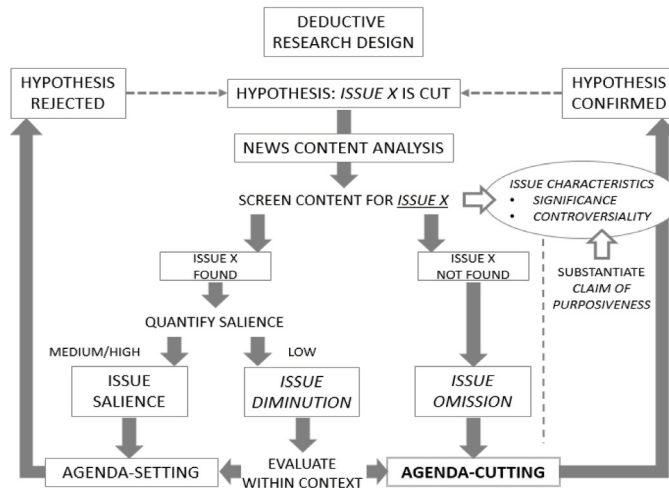 DEDUCTIVE
RESEARCH DESIGN
HYPOTHESIS
REJECTED
HYPOTHESIS: ISSUE X IS CUT
HYPOTHESIS
CONFIRMED
NEWS CONTENT ANALYSIS
SCREEN CONTENT FOR ISSUE X
ISSUE CHARACTERISTICS
• SIGNIFICANCE
• CONTROVERSIALITY
ISSUE X
FOUND
ISSUE X
NOT FOUND
SUBSTANTIATE
CLAIM OF
PURPOSIVENESS
QUANTIFY SALIENCE
MEDIUM/HIGH
LOW
ISSUE
SALIENCE
ISSUE
DIMINUTION
ISSUE
OMISSION
AGENDA-SETTING
EVALUATE
WITHIN CONTEXT
AGENDA-CUTTING